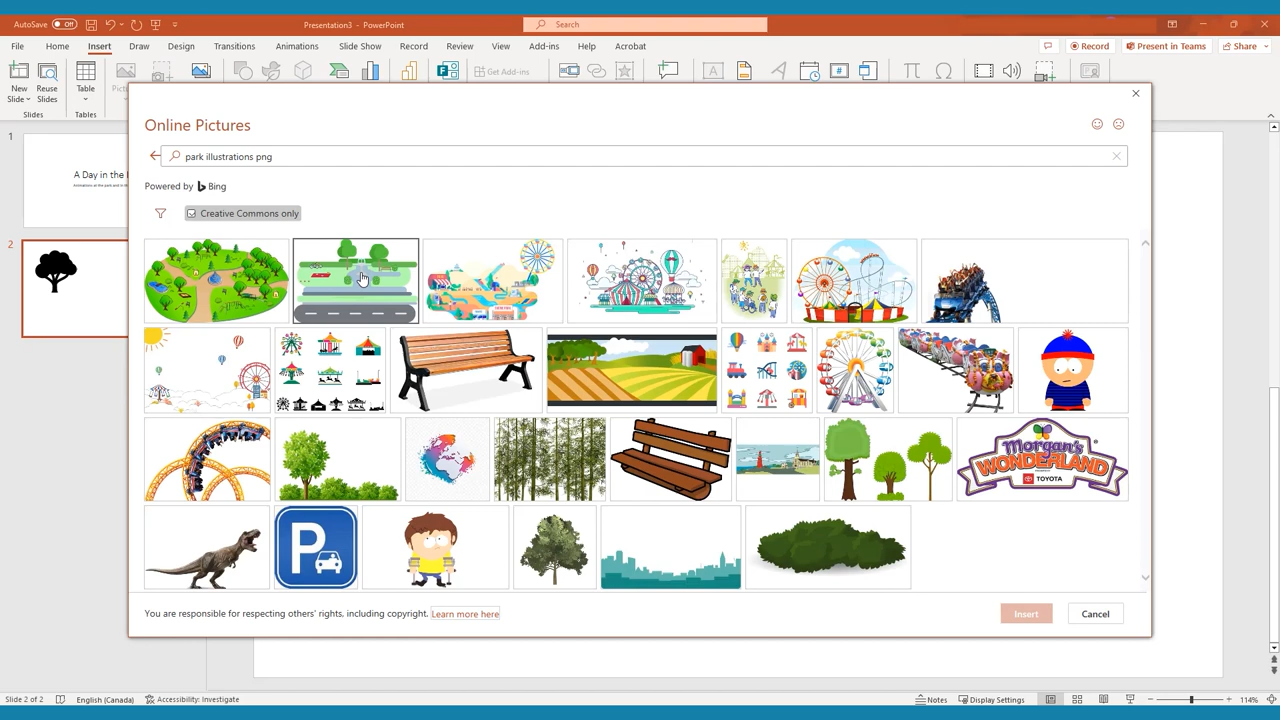 AutoSave Off
Presentation3 - PowerPoint
Search
File Home Insert Draw Design Transitions Animations Slide Show Record Review View Add-ins Help Acrobat
Record Present in Teams Share
New Slide
Reuse Slides
Table
Get Add-ins
Slides
Tables
Online Pictures
park illustrations png
Powered by Bing
Creative Commons only
1
A Day in the
2
Morgan's
WONDERLAND
TOYOTA
P
You are responsible for respecting others' rights, including copyright. Learn more here
Insert
Cancel
Slide 2 of 2
English (Canada)
Accessibility: Investigate
Notes
Display Settings
114%